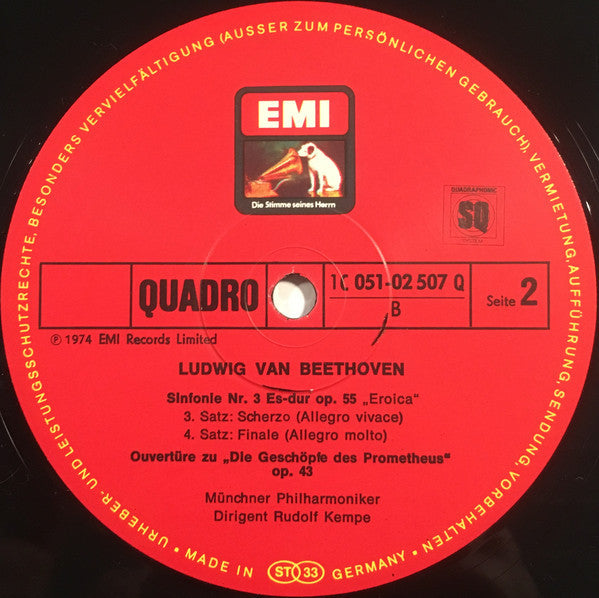 URHEBER- UND LEISTUNGSSCHUTZRECHTE, BESONDERS VERVIELFÄLTIGUNG (AUSSER ZUM PERSÖNLICHEN GEBRAUCH), VERMIETUNG, AUFFÜHRUNG, SENDUNG, VORBEHALTEN •
EMI
Die Stimme seines Herrn
QUADRAPHONIC
SQ
SYSTEM
QUADRO
1C 051-02 507 Q
B
Seite 2
℗ 1974 EMI Records Limited
LUDWIG VAN BEETHOVEN
Sinfonie Nr. 3 Es-dur op. 55 „Eroica“
3. Satz: Scherzo (Allegro vivace)
4. Satz: Finale (Allegro molto)
Ouvertüre zu „Die Geschöpfe des Prometheus“
op. 43
Münchner Philharmoniker
Dirigent Rudolf Kempe
• MADE IN ST 33 GERMANY •